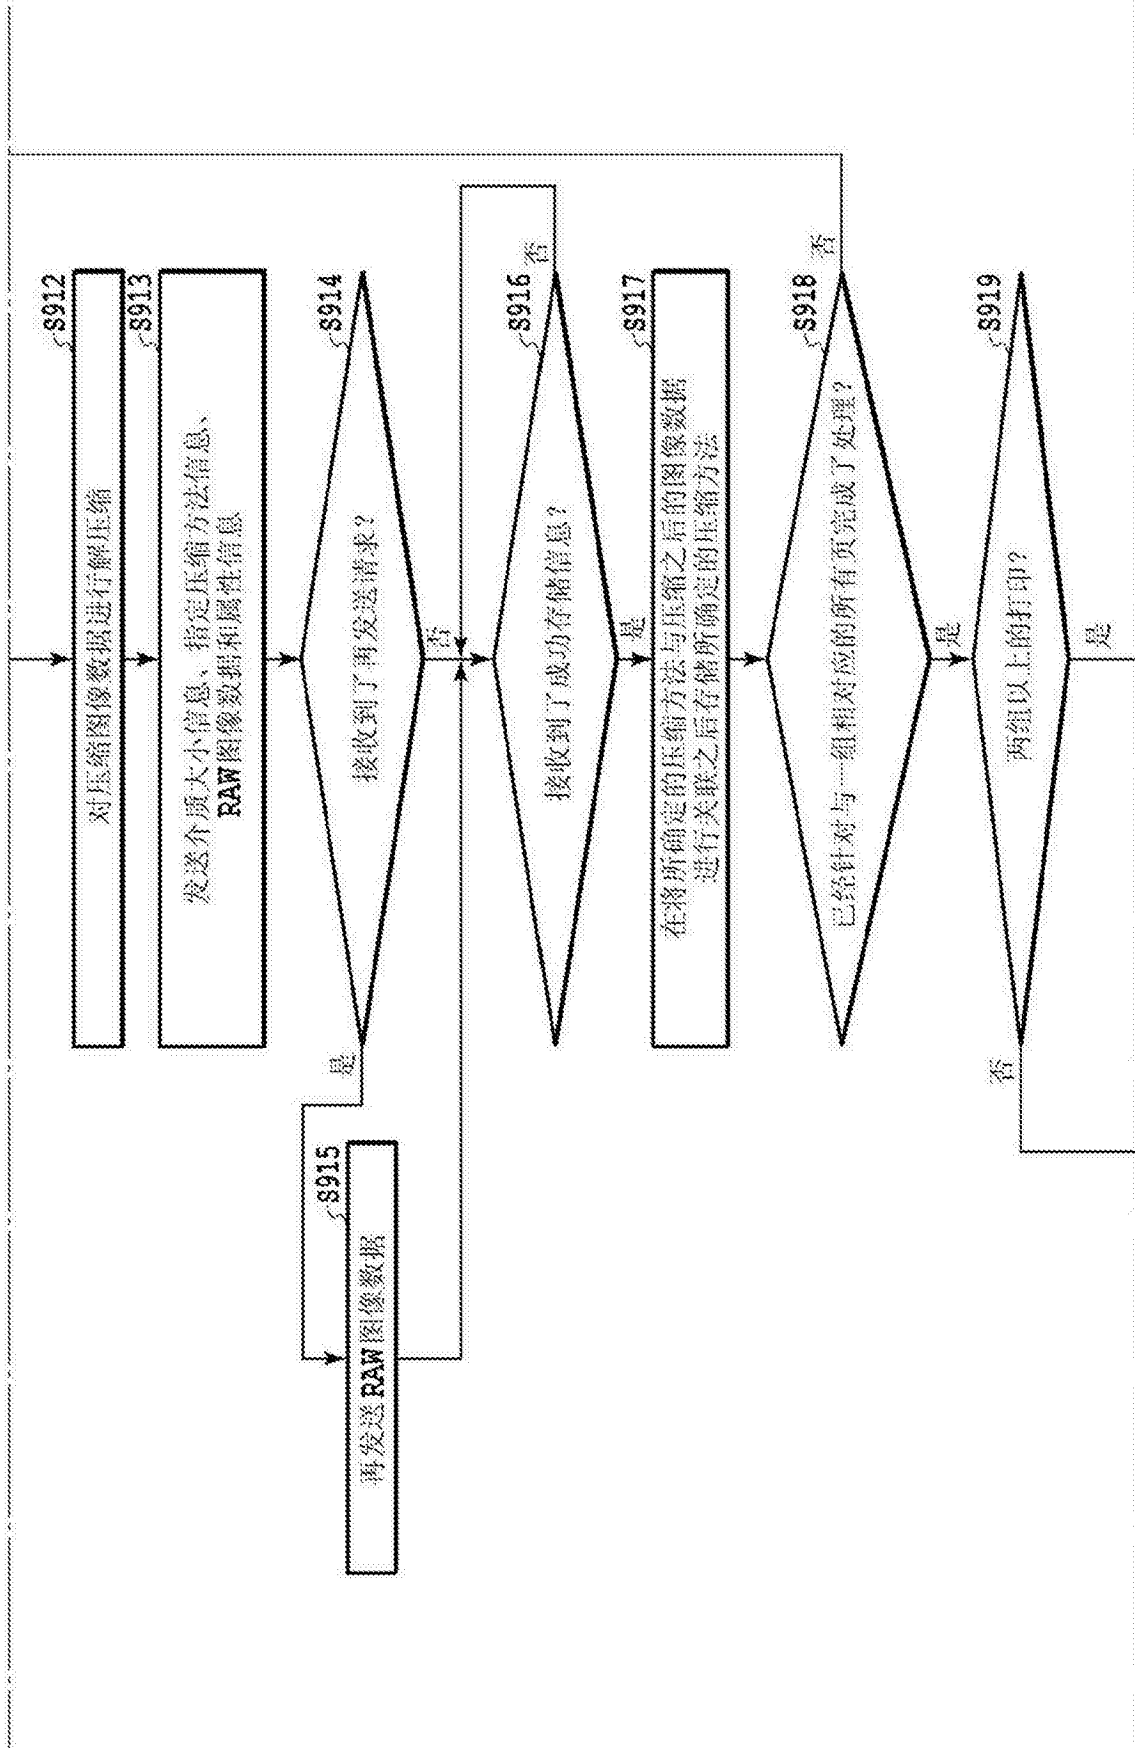 S912
对压缩图像数据进行解压缩
S913
发送介质大小信息、指定压缩方法信息、
RAW图像数据和属性信息
S914
接收到了再发送请求?
是
否
S915
再发送RAW图像数据
S916
接收到了成功存储信息?
否
是
S917
在将所确定的压缩方法与压缩之后的图像数据
进行关联之后存储所确定的压缩方法
S918
已经针对与一组相对应的所有页完成了处理?
否
是
S919
两组以上的打印?
否
是